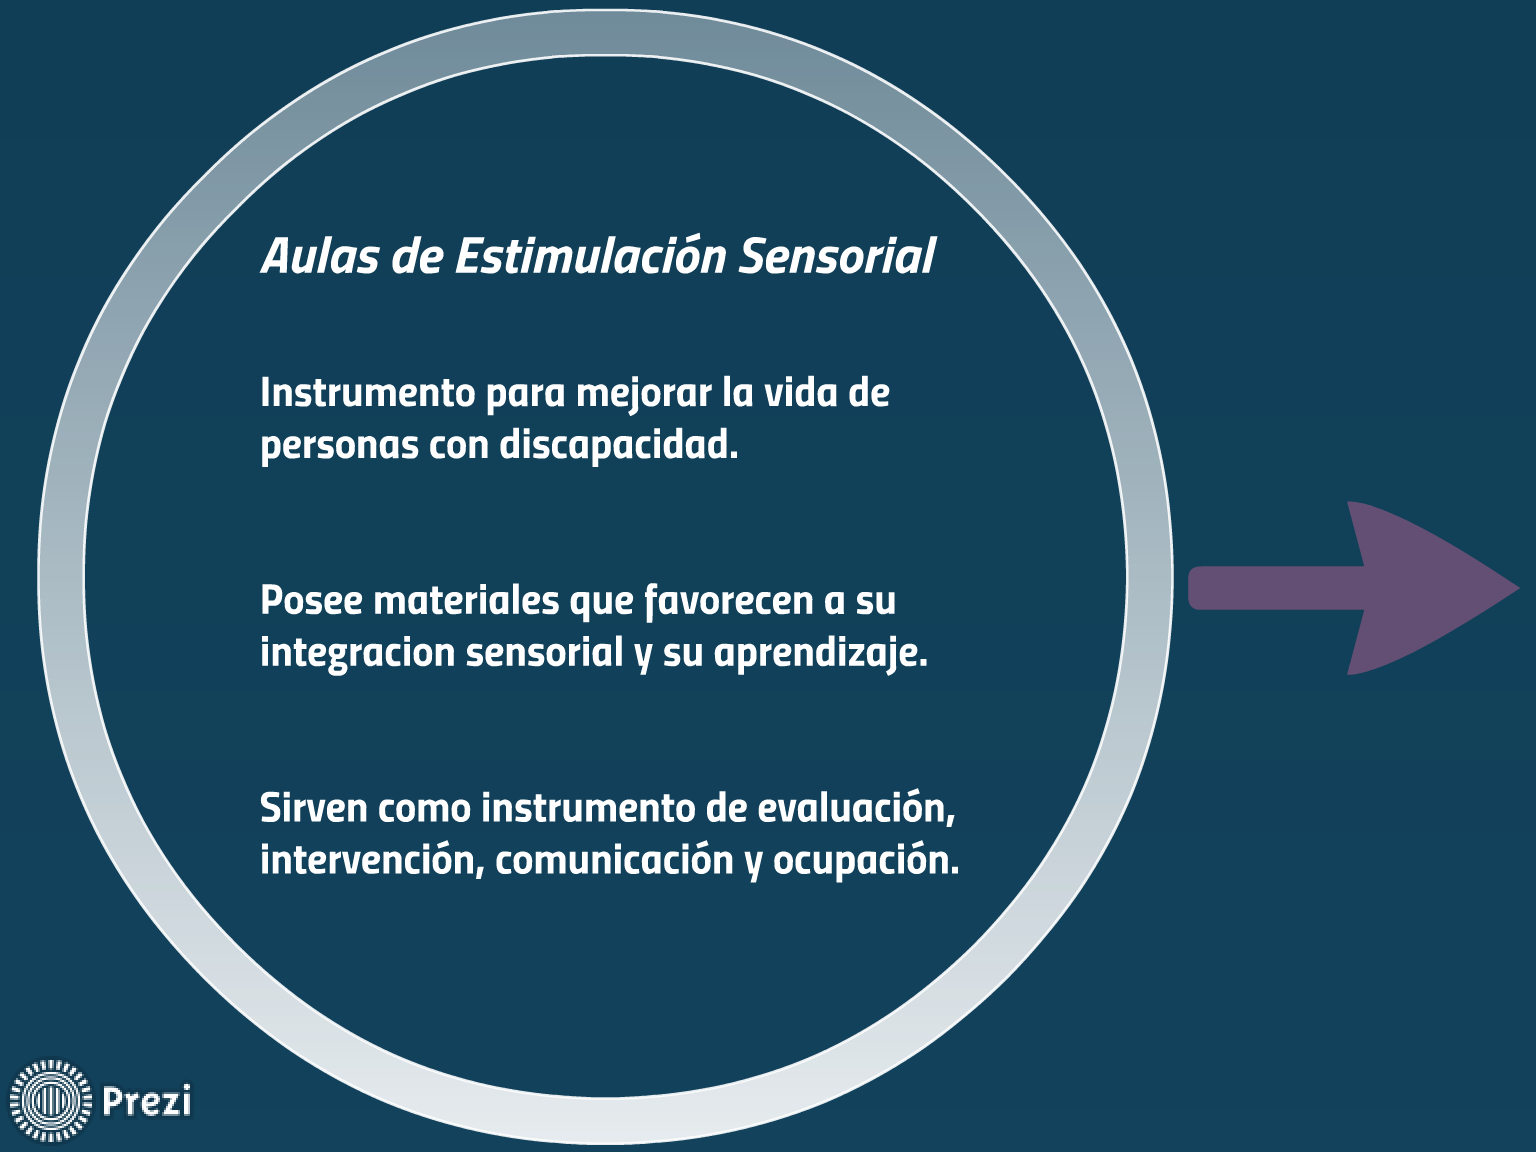 Aulas de Estimulación Sensorial
Instrumento para mejorar la vida de
personas con discapacidad.
Posee materiales que favorecen a su
integracion sensorial y su aprendizaje.
Sirven como instrumento de evaluación,
intervención, comunicación y ocupación.
Prezi